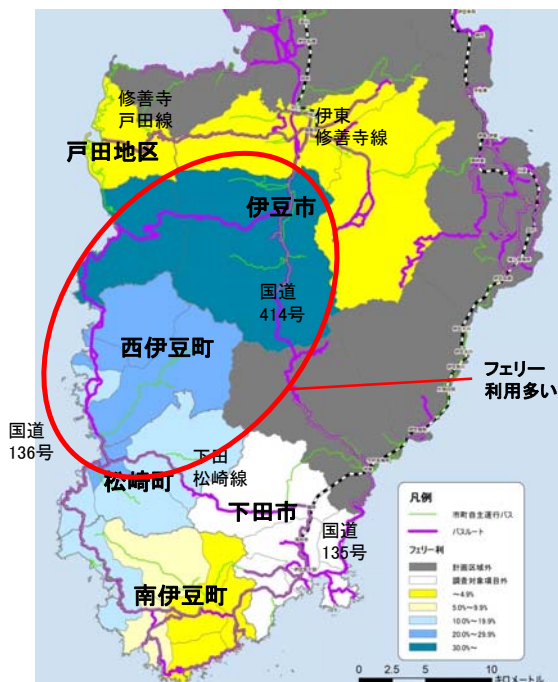 修善寺
戸田線
伊東
修善寺線
戸田地区
伊豆市
国道
414号
西伊豆町
フェリー
利用多い
国道
136号
下田
松崎線
松崎町
下田市
国道
135号
南伊豆町
凡例
市町自主運行バス
バスルート
フェリー利
計画区域外
調査対象項目外
～4.9%
5.0%～9.9%
10.0%～19.9%
20.0%～29.9%
30.0%～
0 2.5 5 10
キロメートル